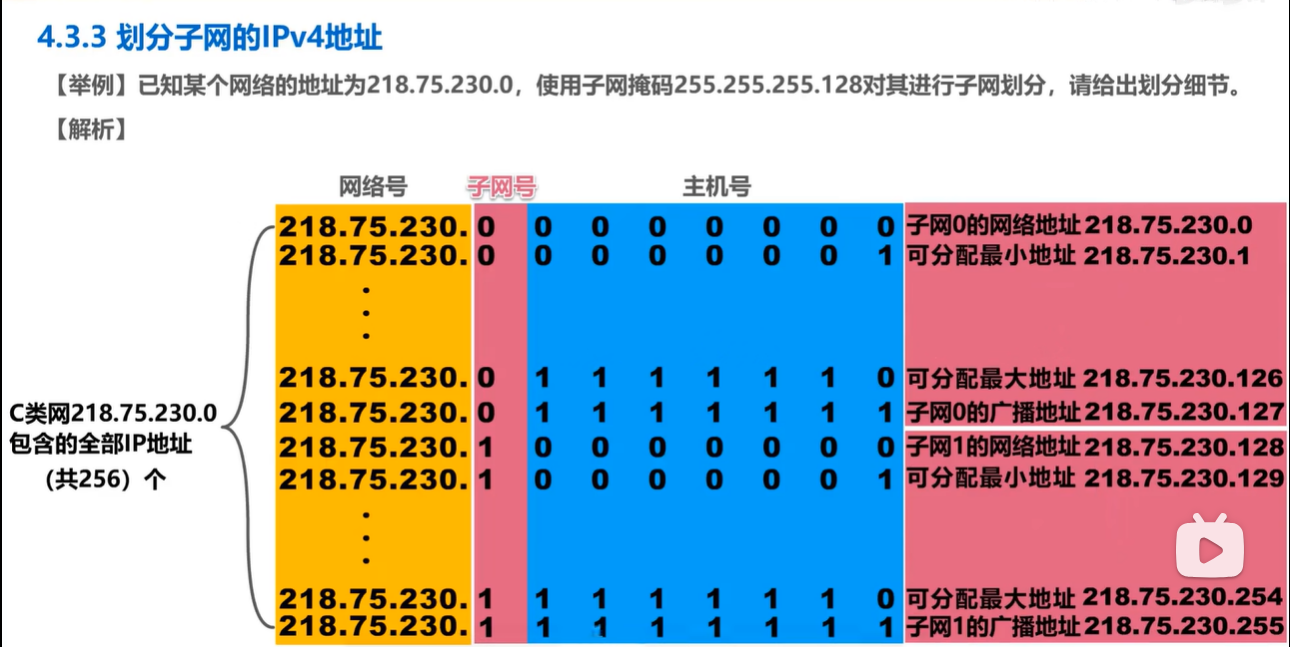 4.3.3 划分子网的IPv4地址
【举例】已知某个网络的地址为218.75.230.0，使用子网掩码255.255.255.128对其进行子网划分，请给出划分细节。
【解析】
网络号 子网号 主机号
218.75.230. 0 0 0 0 0 0 0 0 子网0的网络地址 218.75.230.0
218.75.230. 0 0 0 0 0 0 0 1 可分配最小地址 218.75.230.1
218.75.230. 0 1 1 1 1 1 1 0 可分配最大地址 218.75.230.126
218.75.230. 0 1 1 1 1 1 1 1 子网0的广播地址 218.75.230.127
C类网218.75.230.0
包含的全部IP地址
（共256）个
218.75.230. 1 0 0 0 0 0 0 0 子网1的网络地址 218.75.230.128
218.75.230. 1 0 0 0 0 0 0 1 可分配最小地址 218.75.230.129
218.75.230. 1 1 1 1 1 1 1 0 可分配最大地址 218.75.230.254
218.75.230. 1 1 1 1 1 1 1 1 子网1的广播地址 218.75.230.255